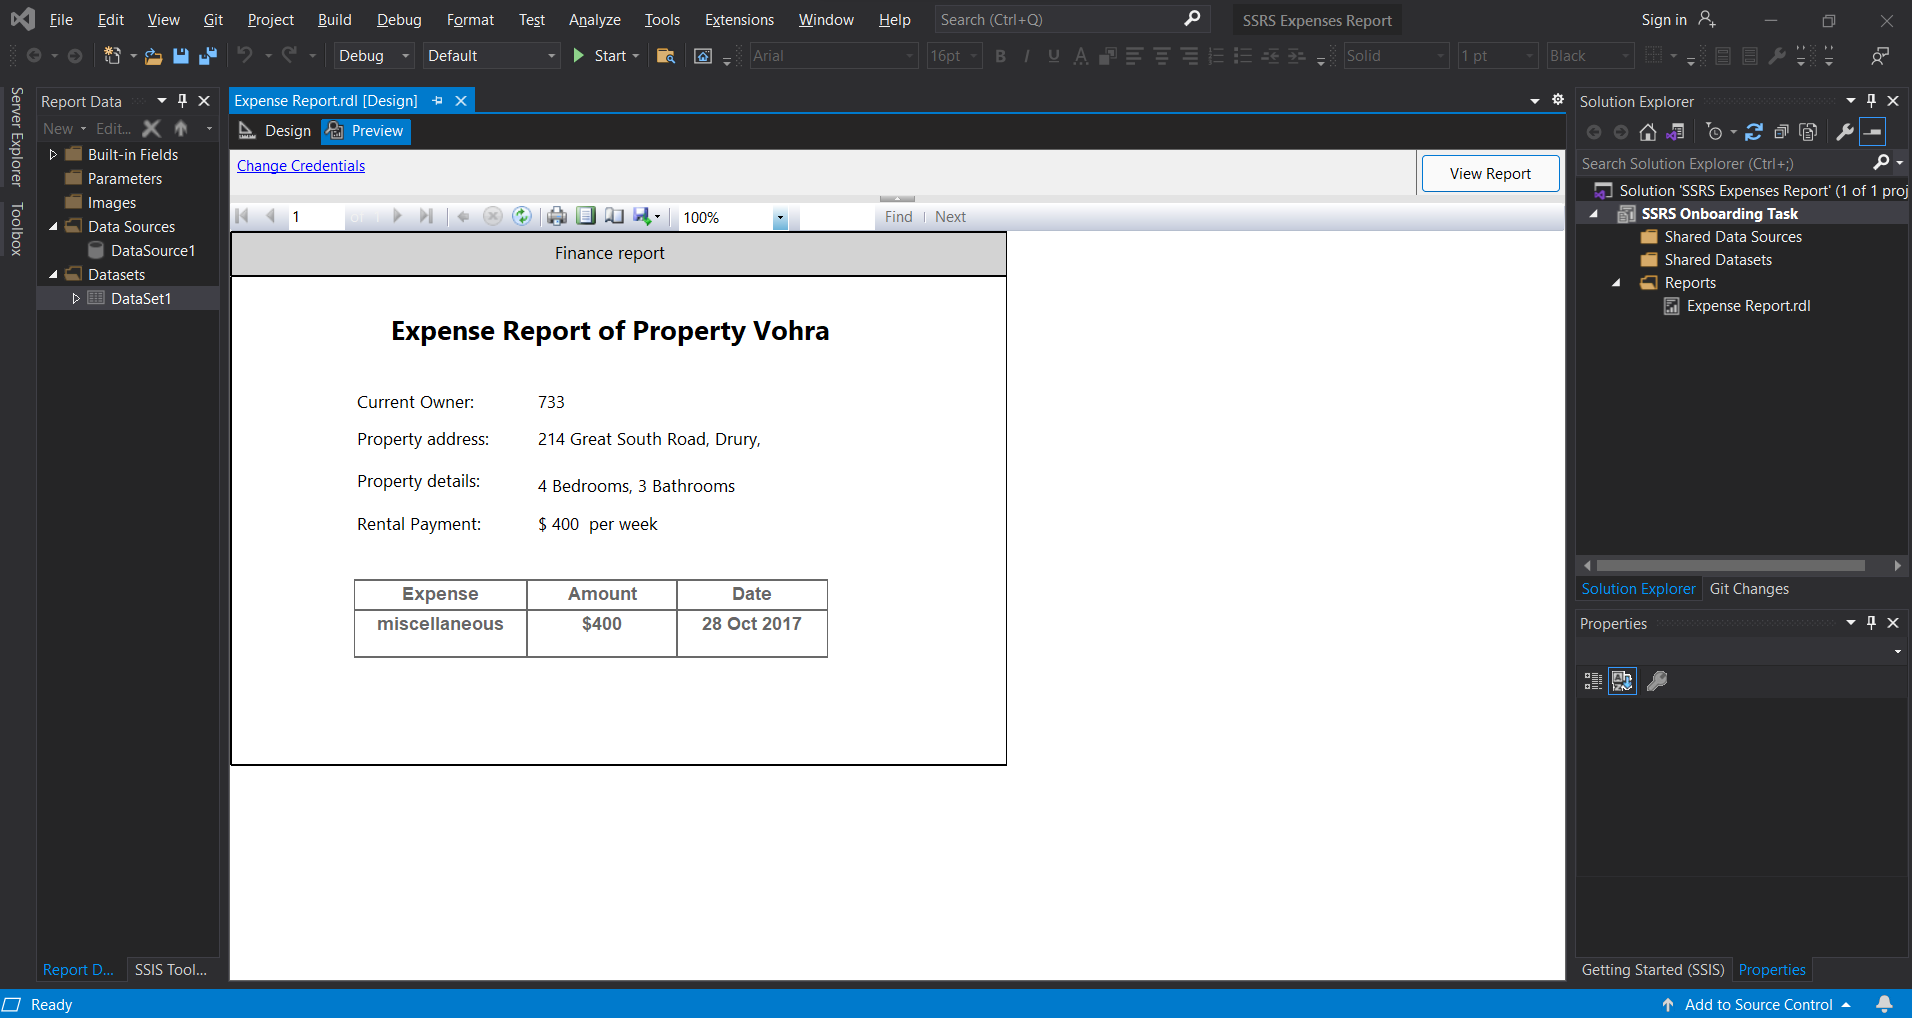 File Edit View Git Project Build Debug Format Test Analyze Tools Extensions Window Help Search (Ctrl+Q) SSRS Expenses Report Sign in
Debug Default Start Arial 16pt B I U A Solid 1 pt Black
Server Explorer
Toolbox
Report Data
New Edit...
Built-in Fields
Parameters
Images
Data Sources
DataSource1
Datasets
DataSet1
Report D... SSIS Tool...
Expense Report.rdl [Design]
Design Preview
Change Credentials
View Report
1 100% Find Next
Finance report
Expense Report of Property Vohra
Current Owner: 733
Property address: 214 Great South Road, Drury,
Property details: 4 Bedrooms, 3 Bathrooms
Rental Payment: $ 400 per week
Expense Amount Date
miscellaneous $400 28 Oct 2017
Solution Explorer
Search Solution Explorer (Ctrl+;)
Solution 'SSRS Expenses Report' (1 of 1 proj
SSRS Onboarding Task
Shared Data Sources
Shared Datasets
Reports
Expense Report.rdl
Solution Explorer Git Changes
Properties
Getting Started (SSIS) Properties
Ready Add to Source Control